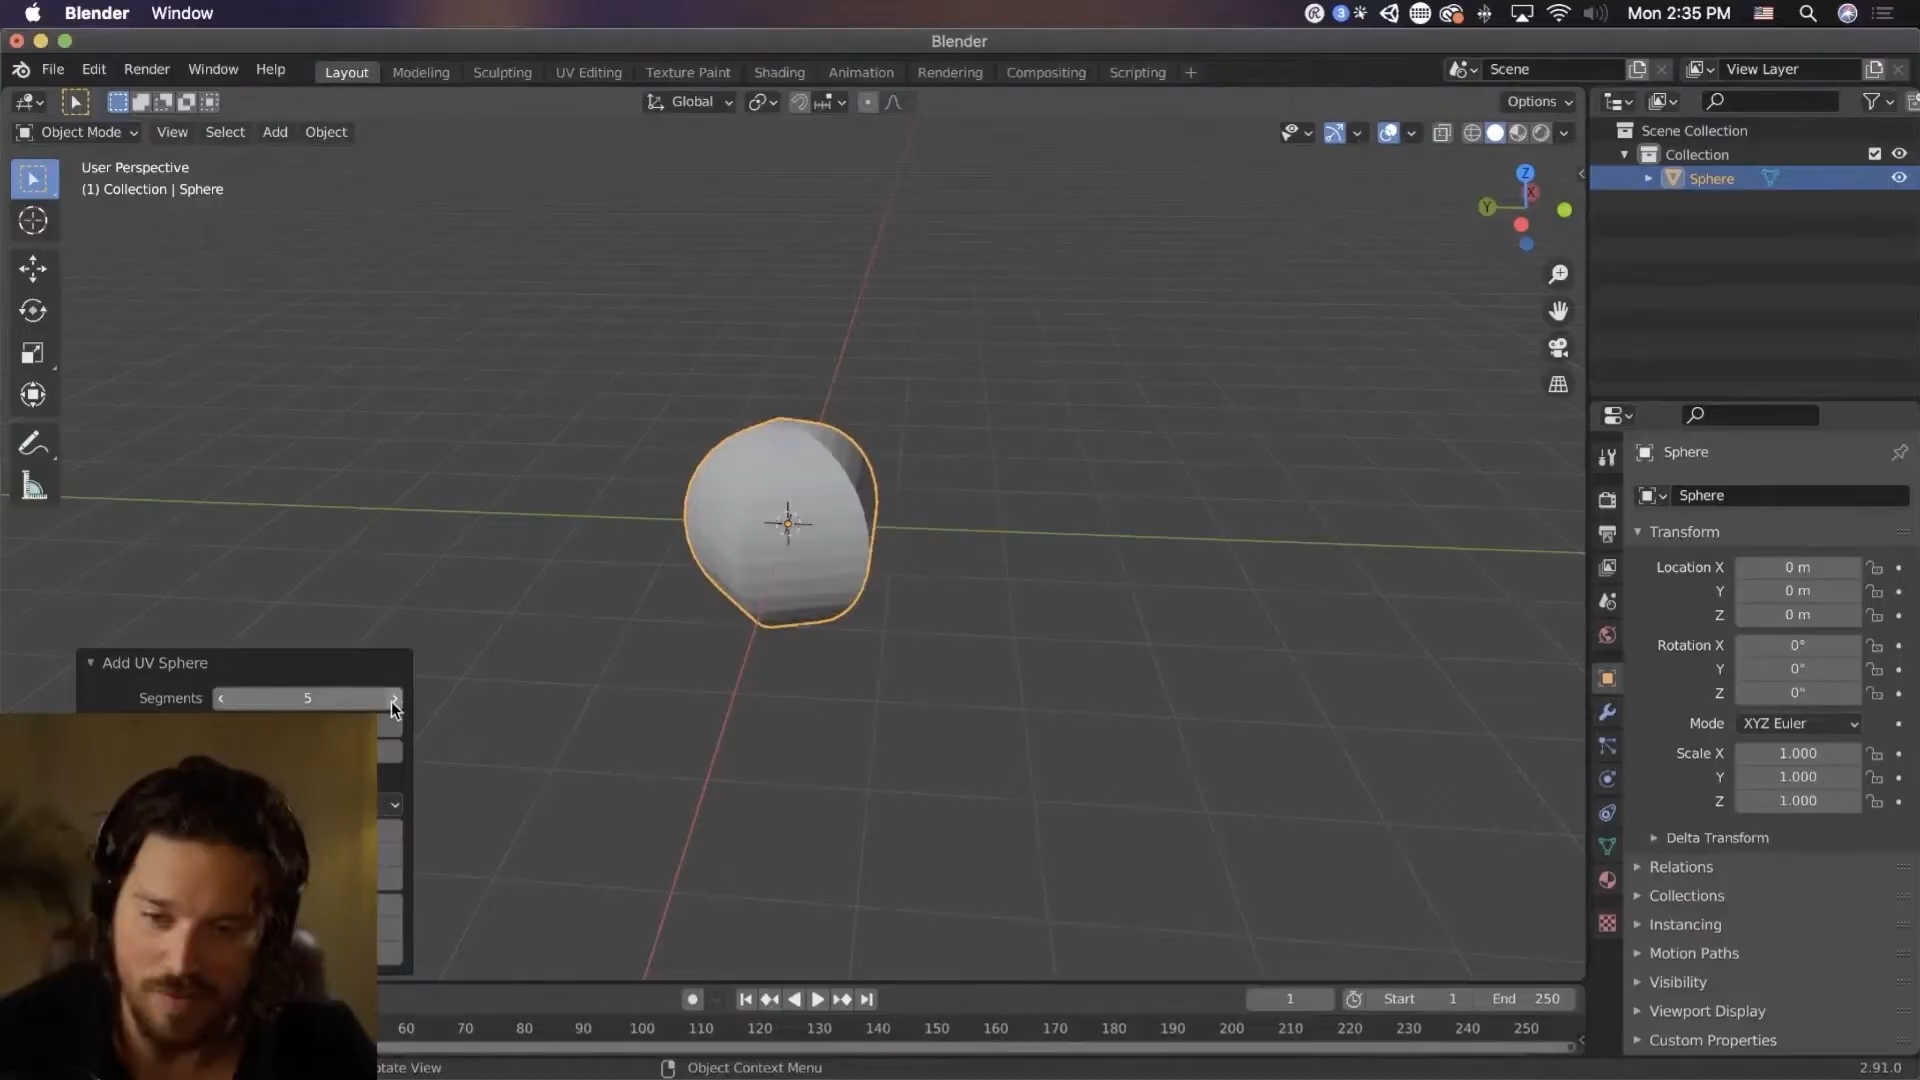 Blender Window
3 Mon 2:35 PM
Blender
File Edit Render Window Help Layout Modeling Sculpting UV Editing Texture Paint Shading Animation Rendering Compositing Scripting + Scene View Layer
Global Options
Object Mode View Select Add Object
User Perspective
(1) Collection | Sphere
Z
X
Y
Scene Collection
Collection
Sphere
Sphere
Sphere
Transform
Location X 0 m
Y 0 m
Z 0 m
Rotation X 0°
Y 0°
Z 0°
Mode XYZ Euler
Scale X 1.000
Y 1.000
Z 1.000
Delta Transform
Relations
Collections
Instancing
Motion Paths
Visibility
Viewport Display
Custom Properties
Add UV Sphere
Segments 5
1 Start 1 End 250
60 70 80 90 100 110 120 130 140 150 160 170 180 190 200 210 220 230 240 250
otate View Object Context Menu 2.91.0